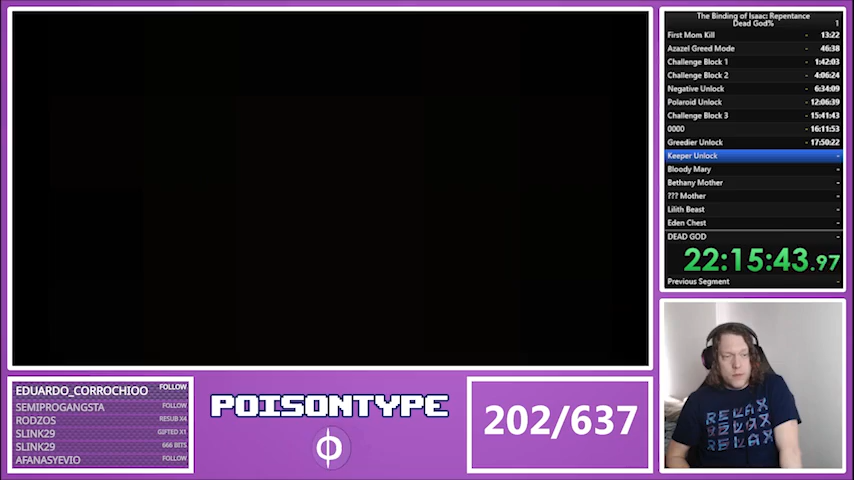 The Binding of Isaac: Repentance
Dead God% 1
First Mom Kill - 13:22
Azazel Greed Mode - 46:38
Challenge Block 1 - 1:42:03
Challenge Block 2 - 4:06:24
Negative Unlock - 6:34:09
Polaroid Unlock - 12:06:39
Challenge Block 3 - 15:41:43
0000 - 16:11:53
Greedier Unlock - 17:50:22
Keeper Unlock -
Bloody Mary -
Bethany Mother -
??? Mother -
Lilith Beast -
Eden Chest -
DEAD GOD -
22:15:43.97
Previous Segment -
EDUARDO_CORROCHIOO FOLLOW
SEMIPROGANGSTA FOLLOW
RODZOS RESUB X4
SLINK29 GIFTED X1
SLINK29 666 BITS
AFANASYEVIO FOLLOW
POISONTYPE
202/637
RELAX
RELAX
RELAX